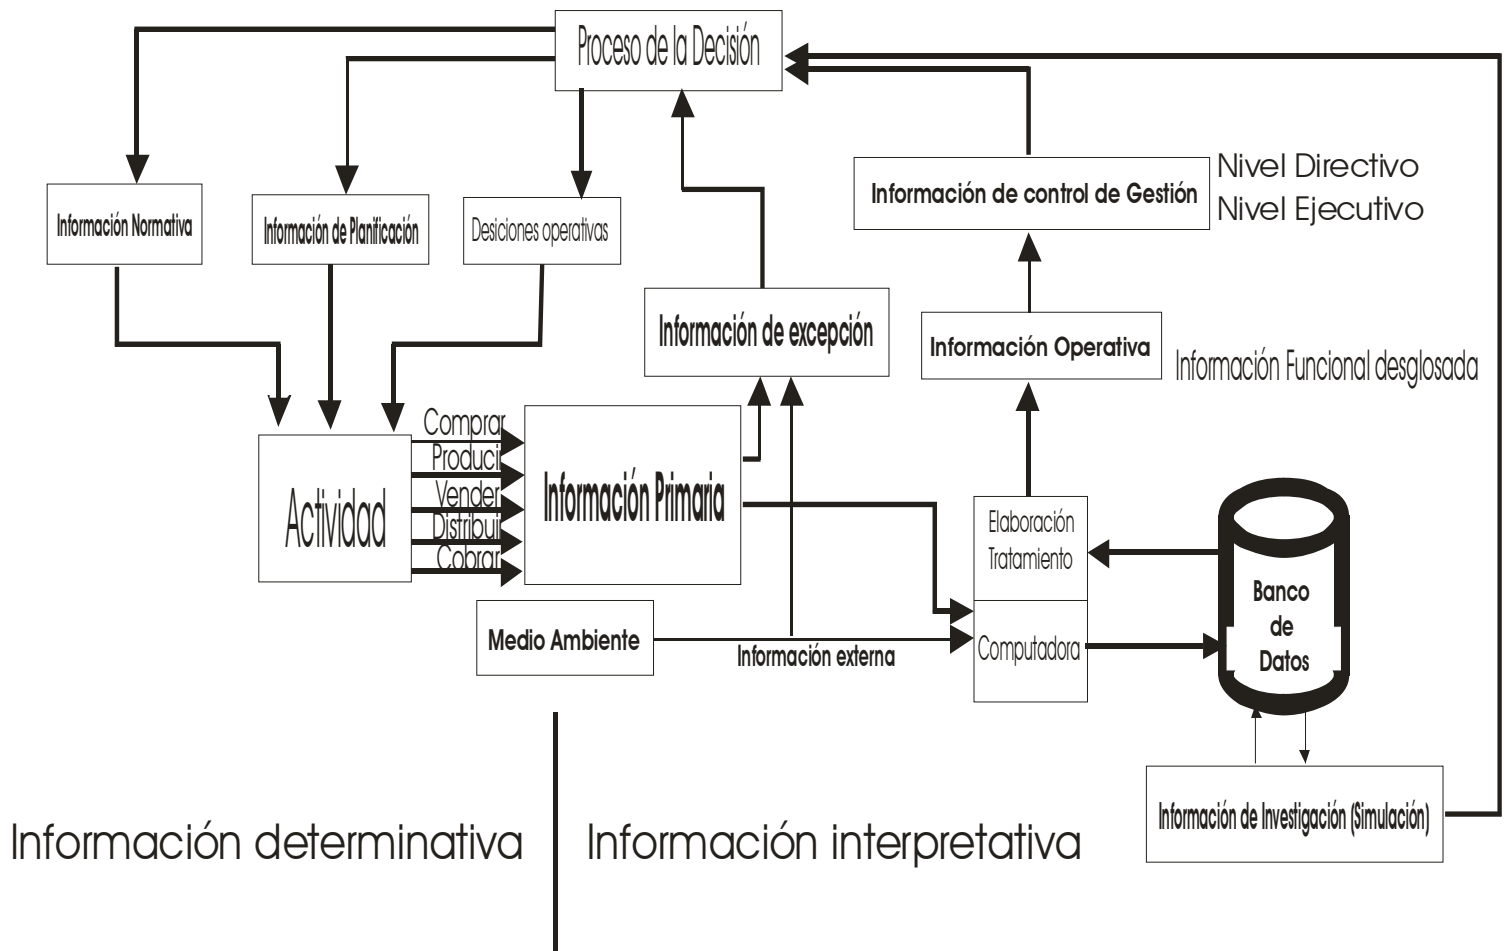 Proceso de la Decisión
Información de control de Gestión
Nivel Directivo
Nivel Ejecutivo
Información Normativa
Información de Planificación
Desiciones operativas
Información de excepción
Información Operativa
Información Funcional desglosada
Actividad
Comprar
Producir
Vender
Distribuir
Cobrar
Información Primaria
Elaboración
Tratamiento
Computadora
Banco
de
Datos
Medio Ambiente
Información externa
Información de Investigación (Simulación)
Información determinativa
Información interpretativa